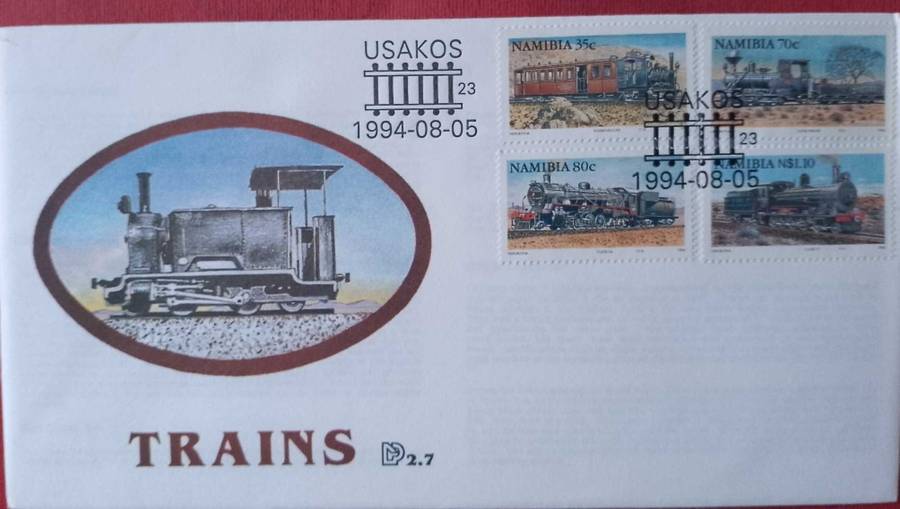 USAKOS
23
1994-08-05
NAMIBIA 35c
NAMIBIA 70c
USAKOS
23
1994-08-05
NAMIBIA 80c
NAMIBIA N$1.10
TRAINS
2.7